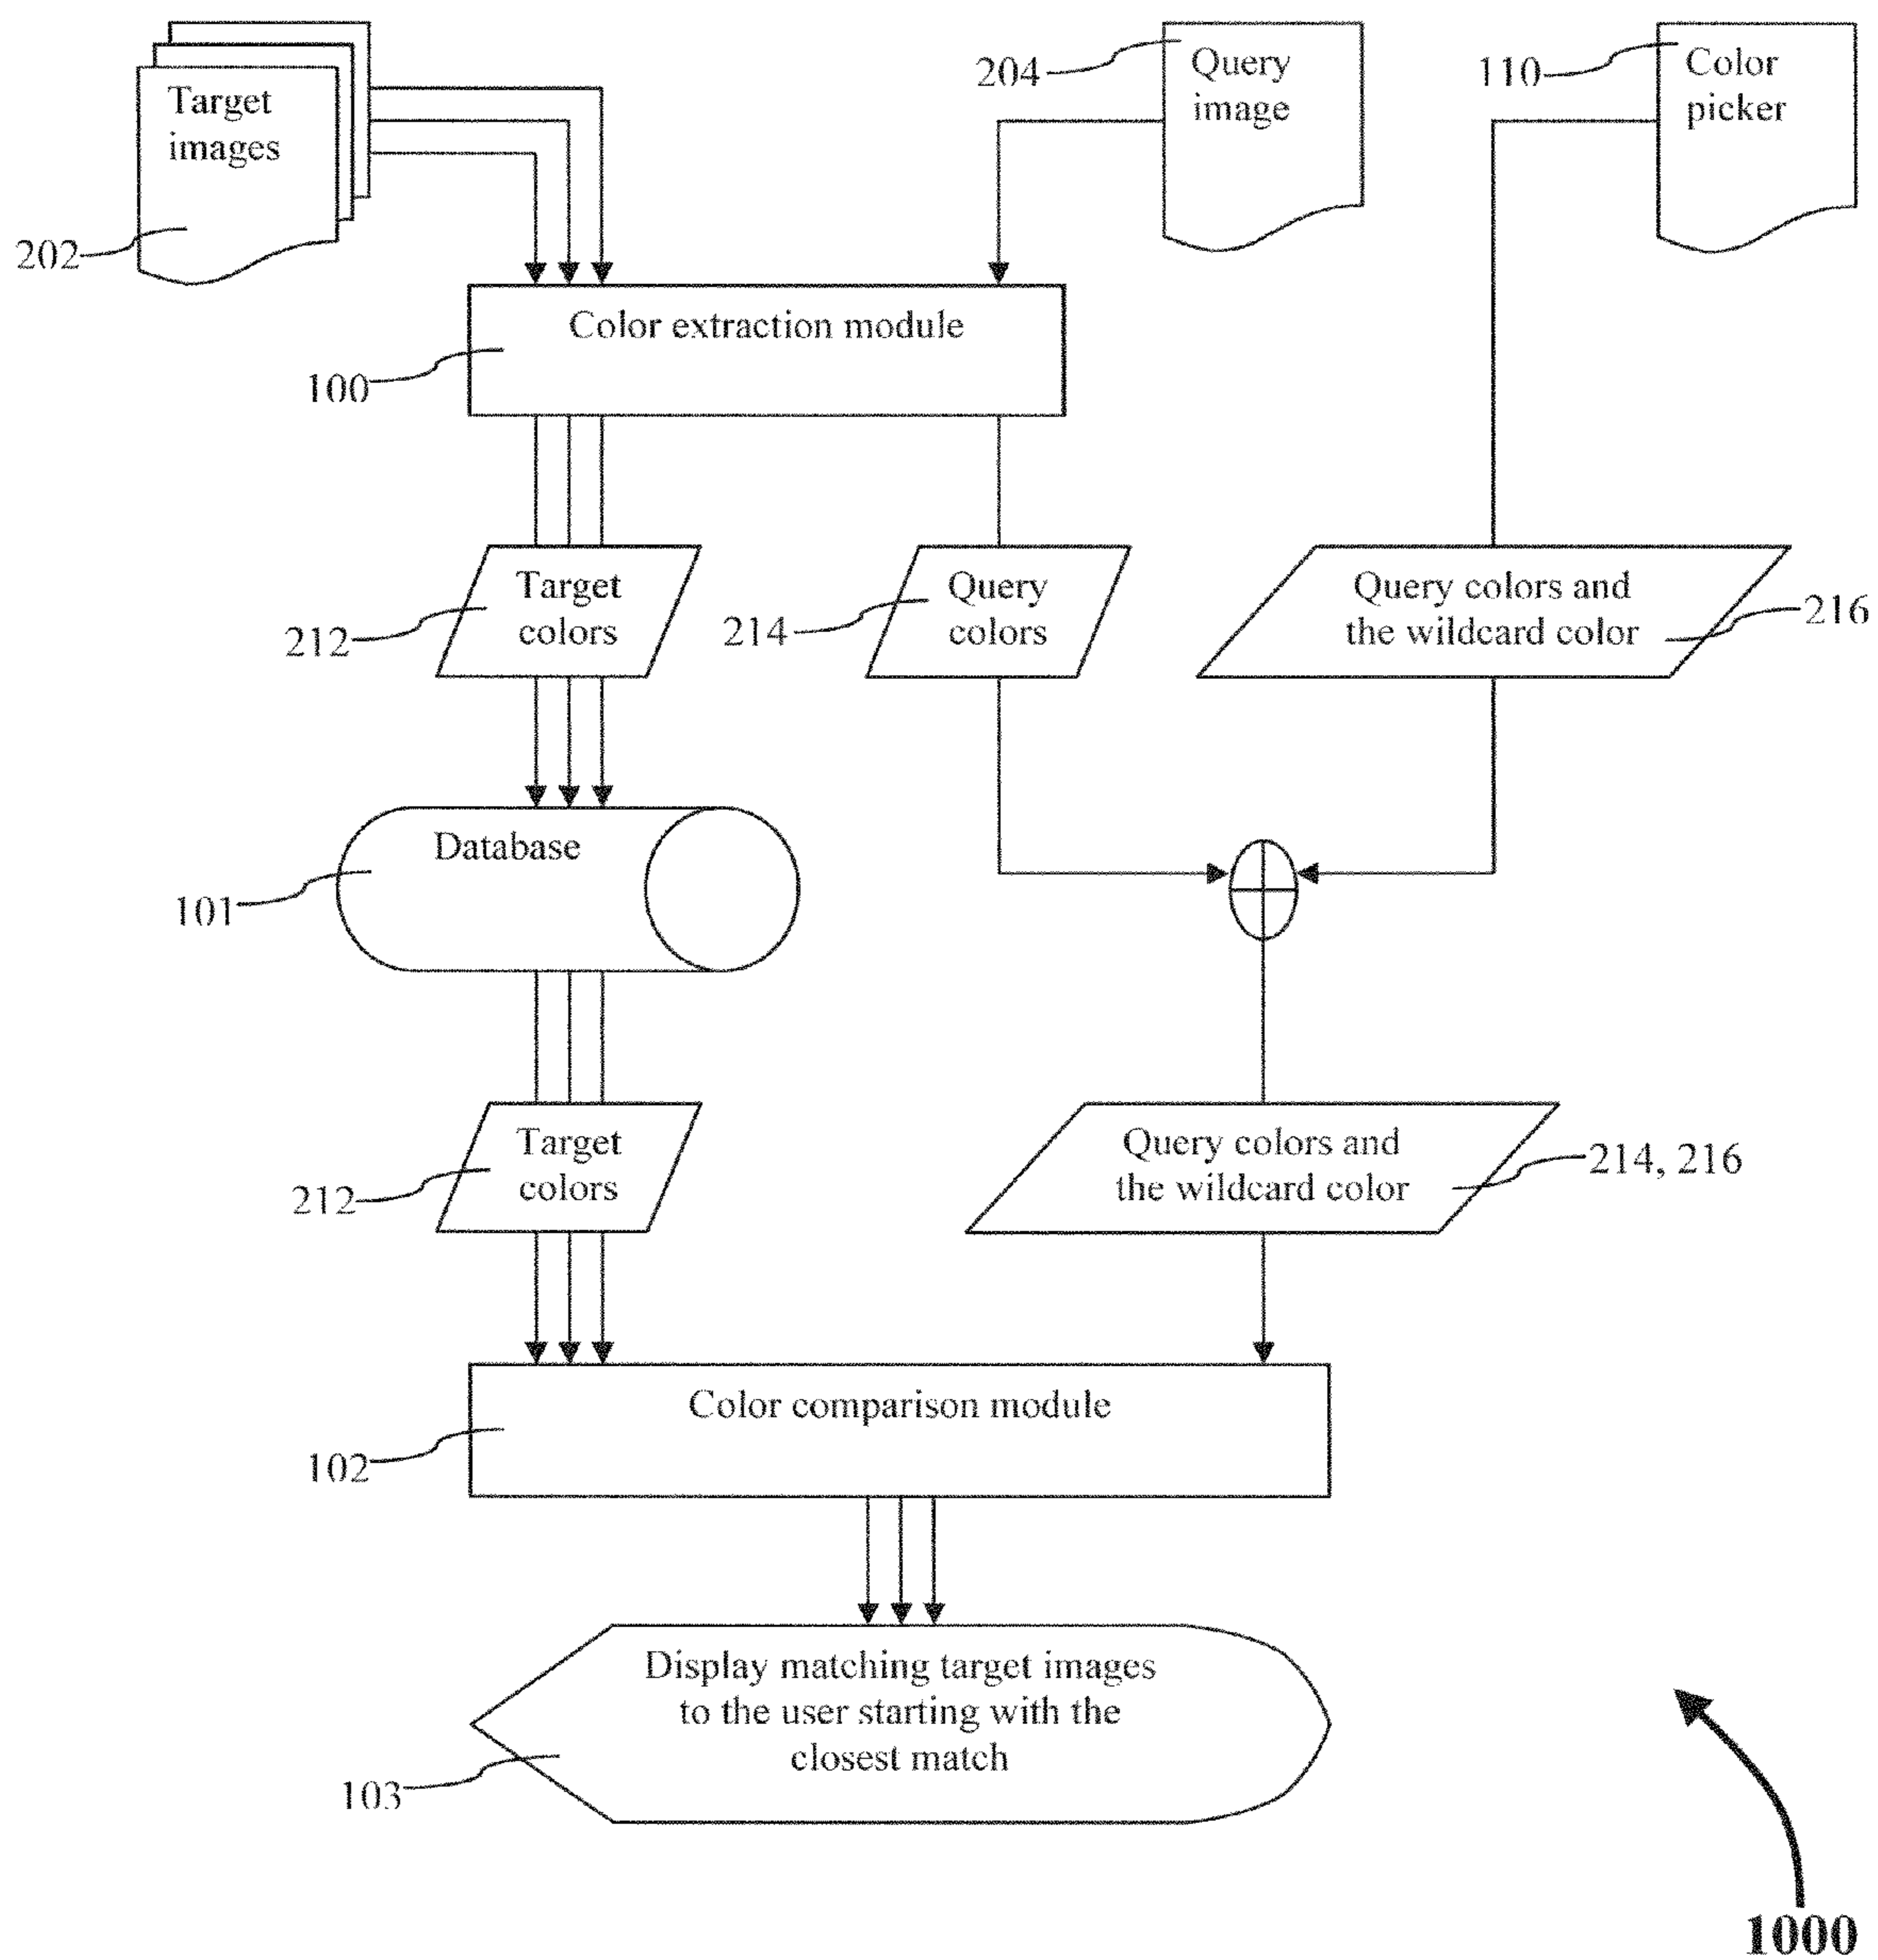 Target
images
202
204
Query
image
110
Color
picker
Color extraction module
100
Target
colors
212
Query
colors
214
Query colors and
the wildcard color
216
Database
101
Target
colors
212
Query colors and
the wildcard color
214, 216
Color comparison module
102
Display matching target images
to the user starting with the
closest match
103
1000